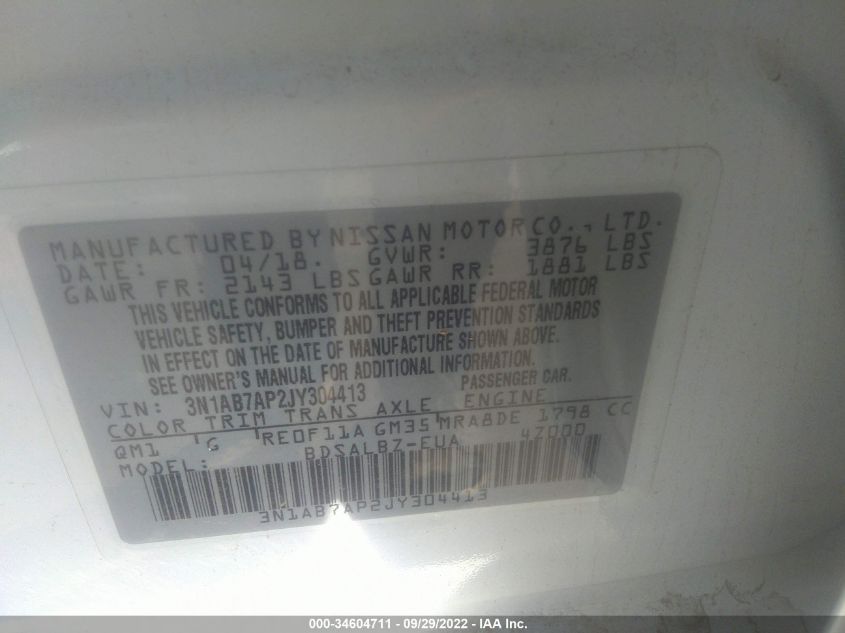 MANUFACTURED BY NISSAN MOTOR CO., LTD.
DATE: 04/18. GVWR: 3876 LBS
GAWR FR: 2143 LBS GAWR RR: 1881 LBS
THIS VEHICLE CONFORMS TO ALL APPLICABLE FEDERAL MOTOR
VEHICLE SAFETY, BUMPER AND THEFT PREVENTION STANDARDS
IN EFFECT ON THE DATE OF MANUFACTURE SHOWN ABOVE.
SEE OWNER'S MANUAL FOR ADDITIONAL INFORMATION.
VIN: 3N1AB7AP2JY304413 PASSENGER CAR.
COLOR TRIM TRANS AXLE ENGINE
QM1 G RE0F11A GM35 MRA8DE 1798 CC
MODEL: BDSALBZ-EUA 47000
3N1AB7AP2JY304413
000-34604711 - 09/29/2022 - © IAA Inc.